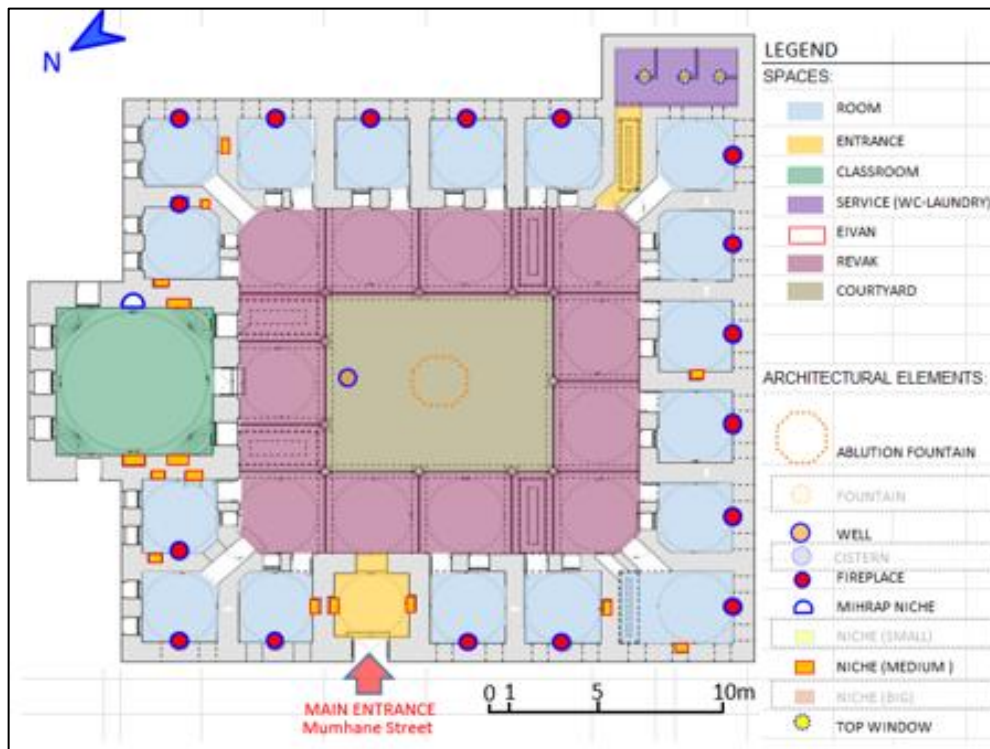 N
LEGEND
SPACES:
ROOM
ENTRANCE
CLASSROOM
SERVICE (WC-LAUNDRY)
EIVAN
REVAK
COURTYARD
ARCHITECTURAL ELEMENTS:
ABLUTION FOUNTAIN
FOUNTAIN
WELL
CISTERN
FIREPLACE
MIHRAP NICHE
NICHE (SMALL)
NICHE (MEDIUM )
NICHE (BIG)
TOP WINDOW
MAIN ENTRANCE
Mumhane Street
0 1 5 10m